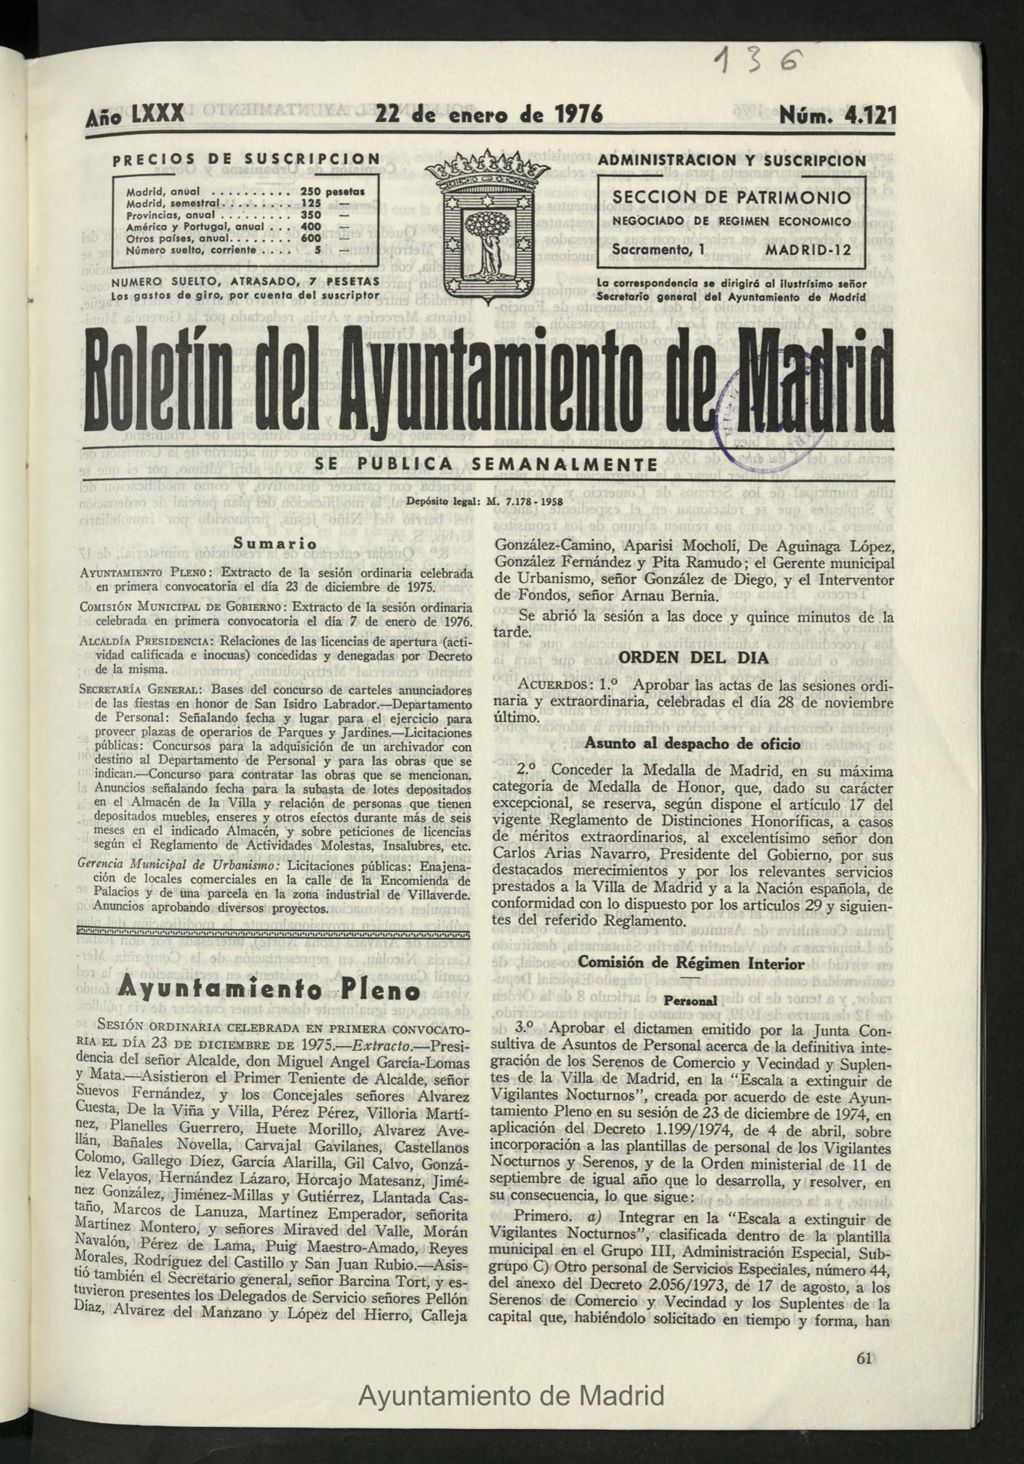 136
Año LXXX 22 de enero de 1976 Núm. 4.121
PRECIOS DE SUSCRIPCION
Madrid, anual . . . . . . . . . . 250 pesetas
Madrid, semestral. . . . . . . . . 125 —
Provincias, anual . . . . . . . . . 350 —
América y Portugal, anual . . . 400 —
Otros países, anual. . . . . . . . 600 —
Número suelto, corriente . . . . 5 —
NUMERO SUELTO, ATRASADO, 7 PESETAS
Los gastos de giro, por cuenta del suscriptor
ADMINISTRACION Y SUSCRIPCION
SECCION DE PATRIMONIO
NEGOCIADO DE REGIMEN ECONOMICO
Sacramento, 1 MADRID-12
La correspondencia se dirigirá al ilustrísimo señor
Secretario general del Ayuntamiento de Madrid
Boletín del Ayuntamiento de Madrid
SE PUBLICA SEMANALMENTE
Depósito legal: M. 7.178 - 1958
Sumario
AYUNTAMIENTO PLENO: Extracto de la sesión ordinaria celebrada
en primera convocatoria el día 23 de diciembre de 1975.
COMISIÓN MUNICIPAL DE GOBIERNO: Extracto de la sesión ordinaria
celebrada en primera convocatoria el día 7 de enero de 1976.
ALCALDÍA PRESIDENCIA: Relaciones de las licencias de apertura (acti-
vidad calificada e inocuas) concedidas y denegadas por Decreto
de la misma.
SECRETARÍA GENERAL: Bases del concurso de carteles anunciadores
de las fiestas en honor de San Isidro Labrador.—Departamento
de Personal: Señalando fecha y lugar para el ejercicio para
proveer plazas de operarios de Parques y Jardines.—Licitaciones
públicas: Concursos para la adquisición de un archivador con
destino al Departamento de Personal y para las obras que se
indican.—Concurso para contratar las obras que se mencionan.
Anuncios señalando fecha para la subasta de lotes depositados
en el Almacén de la Villa y relación de personas que tienen
depositados muebles, enseres y otros efectos durante más de seis
meses en el indicado Almacén, y sobre peticiones de licencias
según el Reglamento de Actividades Molestas, Insalubres, etc.
Gerencia Municipal de Urbanismo: Licitaciones públicas: Enajena-
ción de locales comerciales en la calle de la Encomienda de
Palacios y de una parcela en la zona industrial de Villaverde.
Anuncios aprobando diversos proyectos.
Ayuntamiento Pleno
SESIÓN ORDINARIA CELEBRADA EN PRIMERA CONVOCATO-
RIA EL DÍA 23 DE DICIEMBRE DE 1975.—Extracto.—Presi-
dencia del señor Alcalde, don Miguel Angel García-Lomas
y Mata.—Asistieron el Primer Teniente de Alcalde, señor
Suevos Fernández, y los Concejales señores Alvarez
Cuesta, De la Viña y Villa, Pérez Pérez, Villoria Martí-
nez, Planelles Guerrero, Huete Morillo, Alvarez Ave-
llán, Bañales Novella, Carvajal Gavilanes, Castellanos
Colomo, Gallego Díez, García Alarilla, Gil Calvo, Gonzá-
lez Velayos, Hernández Lázaro, Horcajo Matesanz, Jimé-
nez González, Jiménez-Millas y Gutiérrez, Llantada Cas-
taño, Marcos de Lanuza, Martínez Emperador, señorita
Martínez Montero, y señores Miraved del Valle, Morán
Navalón, Pérez de Lama, Puig Maestro-Amado, Reyes
Morales, Rodríguez del Castillo y San Juan Rubio.—Asis-
tió también el Secretario general, señor Barcina Tort, y es-
tuvieron presentes los Delegados de Servicio señores Pellón
Díaz, Alvarez del Manzano y López del Hierro, Calleja
González-Camino, Aparisi Mocholí, De Aguinaga López,
González Fernández y Pita Ramudo; el Gerente municipal
de Urbanismo, señor González de Diego, y el Interventor
de Fondos, señor Arnau Bernia.
Se abrió la sesión a las doce y quince minutos de la
tarde.
ORDEN DEL DIA
ACUERDOS: 1.º Aprobar las actas de las sesiones ordi-
naria y extraordinaria, celebradas el día 28 de noviembre
último.
Asunto al despacho de oficio
2.º Conceder la Medalla de Madrid, en su máxima
categoría de Medalla de Honor, que, dado su carácter
excepcional, se reserva, según dispone el artículo 17 del
vigente Reglamento de Distinciones Honoríficas, a casos
de méritos extraordinarios, al excelentísimo señor don
Carlos Arias Navarro, Presidente del Gobierno, por sus
destacados merecimientos y por los relevantes servicios
prestados a la Villa de Madrid y a la Nación española, de
conformidad con lo dispuesto por los artículos 29 y siguien-
tes del referido Reglamento.
Comisión de Régimen Interior
Personal
3.º Aprobar el dictamen emitido por la Junta Con-
sultiva de Asuntos de Personal acerca de la definitiva inte-
gración de los Serenos de Comercio y Vecindad y Suplen-
tes de la Villa de Madrid, en la "Escala a extinguir de
Vigilantes Nocturnos", creada por acuerdo de este Ayun-
tamiento Pleno en su sesión de 23 de diciembre de 1974, en
aplicación del Decreto 1.199/1974, de 4 de abril, sobre
incorporación a las plantillas de personal de los Vigilantes
Nocturnos y Serenos, y de la Orden ministerial de 11 de
septiembre de igual año que lo desarrolla, y resolver, en
su consecuencia, lo que sigue:
Primero. a) Integrar en la "Escala a extinguir de
Vigilantes Nocturnos", clasificada dentro de la plantilla
municipal en el Grupo III, Administración Especial, Sub-
grupo C) Otro personal de Servicios Especiales, número 44,
del anexo del Decreto 2.056/1973, de 17 de agosto, a los
Serenos de Comercio y Vecindad y los Suplentes de la
capital que, habiéndolo solicitado en tiempo y forma, han
61
Ayuntamiento de Madrid